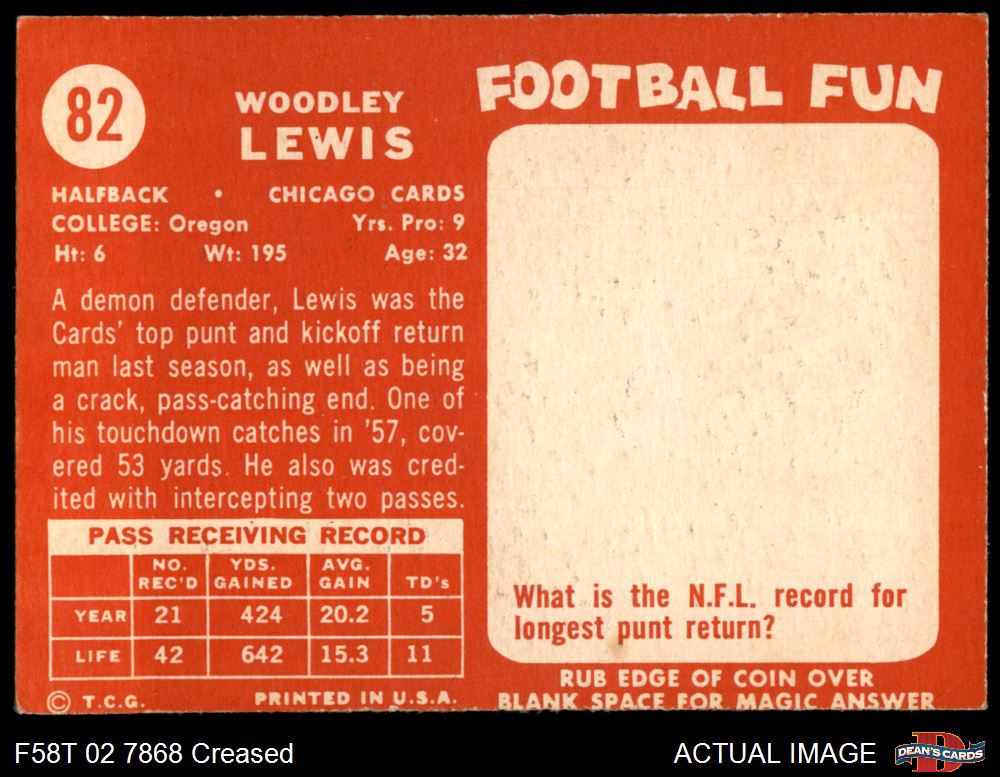 82
WOODLEY
LEWIS
HALFBACK • CHICAGO CARDS
COLLEGE: Oregon Yrs. Pro: 9
Ht: 6 Wt: 195 Age: 32
A demon defender, Lewis was the
Cards' top punt and kickoff return
man last season, as well as being
a crack, pass-catching end. One of
his touchdown catches in '57, cov-
ered 53 yards. He also was cred-
ited with intercepting two passes.
PASS RECEIVING RECORD
NO. YDS. AVG.
REC'D GAINED GAIN TD's
YEAR 21 424 20.2 5
LIFE 42 642 15.3 11
© T.C.G. PRINTED IN U.S.A.
FOOTBALL FUN
What is the N.F.L. record for
longest punt return?
RUB EDGE OF COIN OVER
BLANK SPACE FOR MAGIC ANSWER
F58T 02 7868 Creased ACTUAL IMAGE
DEAN'S CARDS